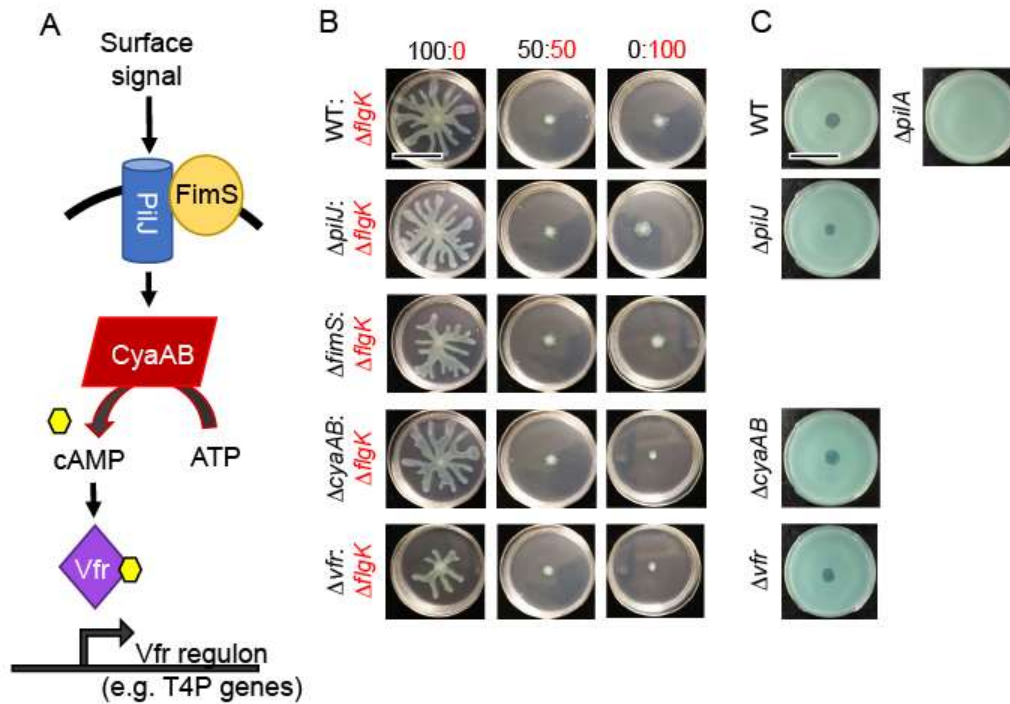 A
Surface
signal
PilJ
FimS
CyaAB
cAMP
ATP
Vfr
Vfr regulon
(e.g. T4P genes)
B
100:0
50:50
0:100
WT:
ΔflgK
ΔpilJ:
ΔflgK
ΔfimS:
ΔflgK
ΔcyaAB:
ΔflgK
Δvfr:
ΔflgK
C
WT
ΔpilA
ΔpilJ
ΔcyaAB
Δvfr